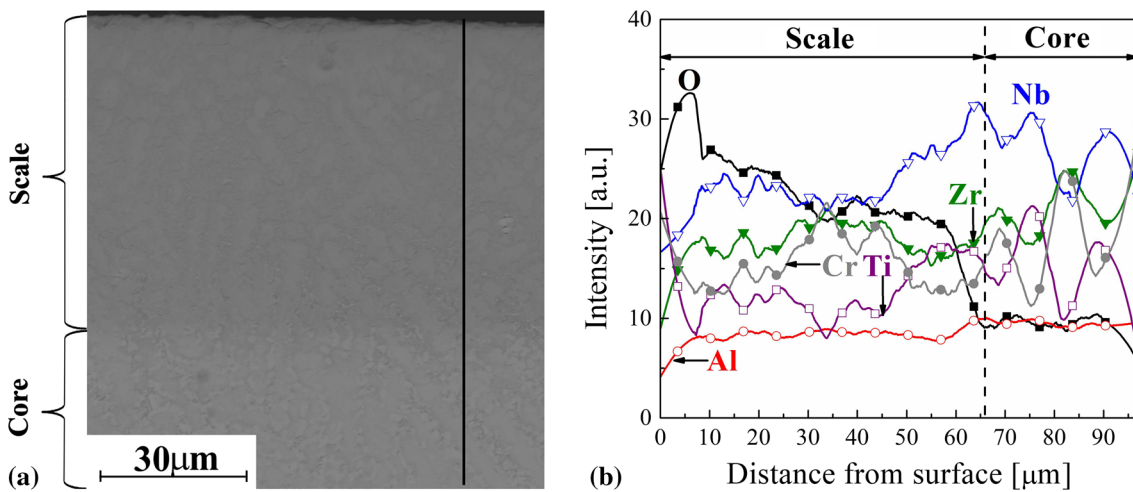 Scale
Core
30μm
(a)
Scale
Core
O
Nb
Zr
Cr
Ti
Al
Intensity [a.u.]
40
30
20
10
0
0 10 20 30 40 50 60 70 80 90
Distance from surface [μm]
(b)